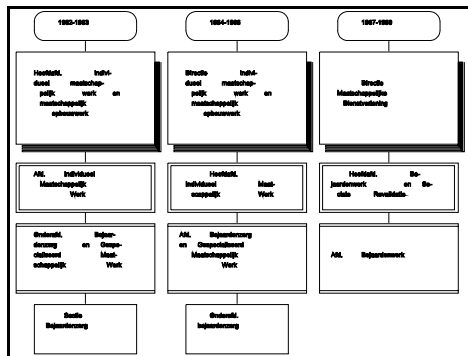 1982-1983
1984-1986
1987-1988
Hoofdafd. Indivi-
dueel maatschap-
pelijk werk en
maatschappelijk
opbouwwerk
Directie Indivi-
dueel maatschap-
pelijk werk en
maatschappelijk
opbouwwerk
Directie
Maatschappelijke
Dienstverlening
Afd. Individueel
Maatschappelijk
Werk
Hoofdafd.
Individueel Maat-
schappelijk Werk
Hoofdafd. Be-
jaardenwerk en So-
ciale Revalidatie
Onderafd. Bejaar-
denzorg en Gespe-
cialiseerd Maat-
schappelijk Werk
Afd. Bejaardenzorg
en Gespecialiseerd
Maatschappelijk
Werk
Afd. Bejaardenwerk
Sectie
Bejaardenzorg
Onderafd.
bejaardenzorg